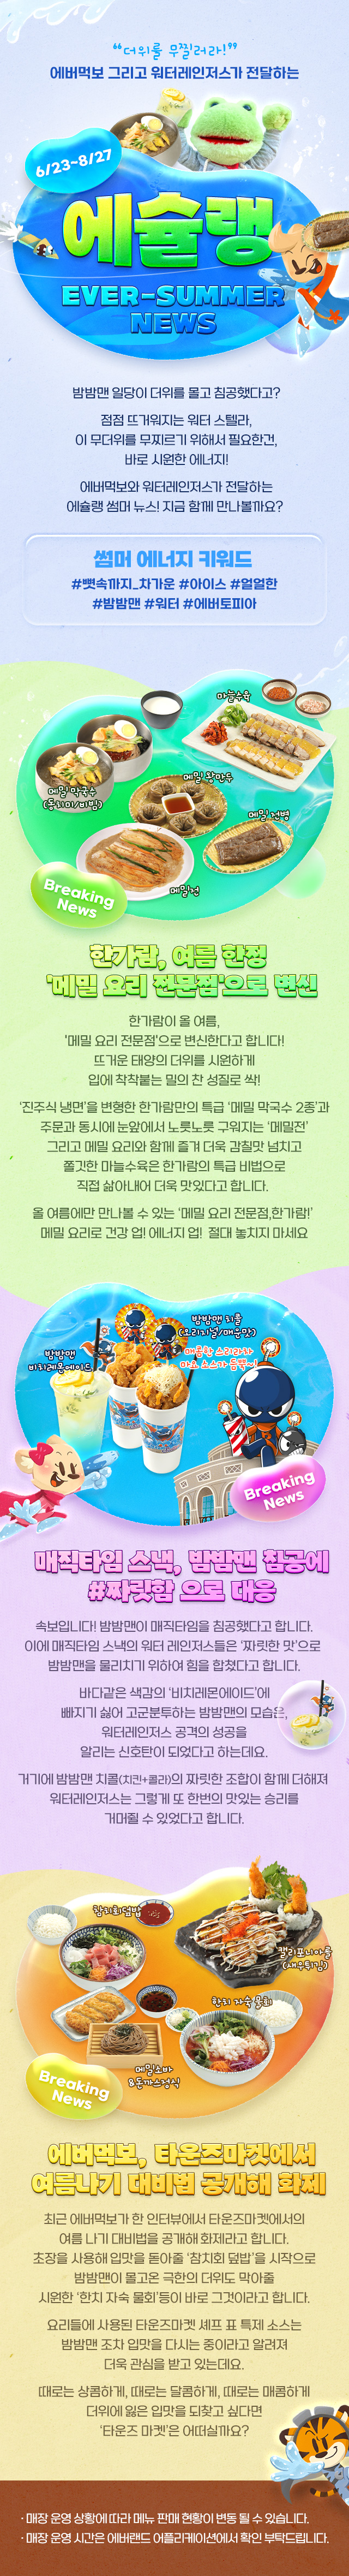 “더위를 무찔러라!”
에버먹보 그리고 워터레인저스가 전달하는
6/23~8/27
에슐랭
EVER-SUMMER
NEWS
밤밤맨 일당이 더위를 몰고 침공했다고?
점점 뜨거워지는 워터 스텔라,
이 무더위를 무찌르기 위해서 필요한건,
바로 시원한 에너지!
에버먹보와 워터레인저스가 전달하는
에슐랭 썸머 뉴스! 지금 함께 만나볼까요?
썸머 에너지 키워드
#뼛속까지_차가운 #아이스 #얼얼한
#밤밤맨 #워터 #에버토피아
마늘수육
메밀 막국수
(동치미/비빔)
메밀 왕만두
메밀전병
메밀전
Breaking
News
한가람, 여름 한정
'메밀 요리 전문점'으로 변신
한가람이 올 여름,
'메밀 요리 전문점'으로 변신한다고 합니다!
뜨거운 태양의 더위를 시원하게
입에 착착붙는 밀의 찬 성질로 싹!
'진주식 냉면'을 변형한 한가람만의 특급 '메밀 막국수 2종'과
주문과 동시에 눈앞에서 노릇노릇 구워지는 '메밀전'
그리고 메밀 요리와 함께 즐겨 더욱 감칠맛 넘치고
쫄깃한 마늘수육은 한가람의 특급 비법으로
직접 삶아내어 더욱 맛있다고 합니다.
올 여름에만 만나볼 수 있는 '메밀 요리 전문점,한가람!'
메밀 요리로 건강 업! 에너지 업! 절대 놓치지 마세요
밤밤맨 치콜
(오리지널/매운맛)
매콤한 스리라차
마요 소스가 듬뿍~!
밤밤맨
비치레몬에이드
Breaking
News
매직타임 스낵, 밤밤맨 침공에
#짜릿함 으로 대응
속보입니다! 밤밤맨이 매직타임을 침공했다고 합니다.
이에 매직타임 스낵의 워터 레인저스들은 '짜릿한 맛'으로
밤밤맨을 물리치기 위하여 힘을 합쳤다고 합니다.
바다같은 색감의 '비치레몬에이드'에
빠지기 싫어 고군분투하는 밤밤맨의 모습은,
워터레인저스 공격의 성공을
알리는 신호탄이 되었다고 하는데요.
거기에 밤밤맨 치콜(치킨+콜라)의 짜릿한 조합이 함께 더해져
워터레인저스는 그렇게 또 한번의 맛있는 승리를
거머쥘 수 있었다고 합니다.
참치회덮밥
캘리포니아롤
(새우튀김)
한치 자숙 물회
메밀소바
&돈까스정식
Breaking
News
에버먹보, 타운즈마켓에서
여름나기 대비법 공개해 화제
최근 에버먹보가 한 인터뷰에서 타운즈마켓에서의
여름 나기 대비법을 공개해 화제라고 합니다.
초장을 사용해 입맛을 돋아줄 '참치회 덮밥'을 시작으로
밤밤맨이 몰고온 극한의 더위도 막아줄
시원한 '한치 자숙 물회'등이 바로 그것이라고 합니다.
요리들에 사용된 타운즈마켓 셰프 표 특제 소스는
밤밤맨 조차 입맛을 다시는 중이라고 알려져
더욱 관심을 받고 있는데요.
때로는 상콤하게, 때로는 달콤하게, 때로는 매콤하게
더위에 잃은 입맛을 되찾고 싶다면
'타운즈 마켓'은 어떠실까요?
· 매장 운영 상황에 따라 메뉴 판매 현황이 변동 될 수 있습니다.
· 매장 운영 시간은 에버랜드 어플리케이션에서 확인 부탁드립니다.